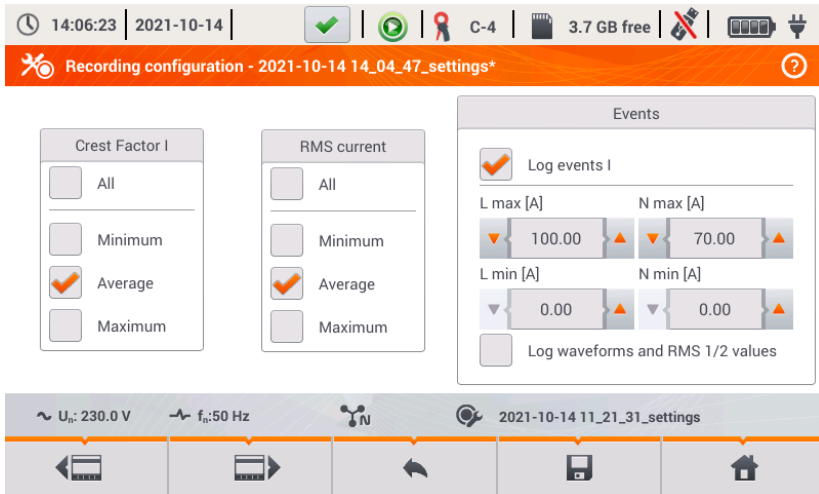 14:06:23 2021-10-14 C-4 3.7 GB free
Recording configuration - 2021-10-14 14_04_47_settings* ?
Crest Factor I
All
Minimum
Average
Maximum
RMS current
All
Minimum
Average
Maximum
Events
Log events I
L max [A] N max [A]
100.00 70.00
L min [A] N min [A]
0.00 0.00
Log waveforms and RMS 1/2 values
Uₙ: 230.0 V fₙ:50 Hz N 2021-10-14 11_21_31_settings